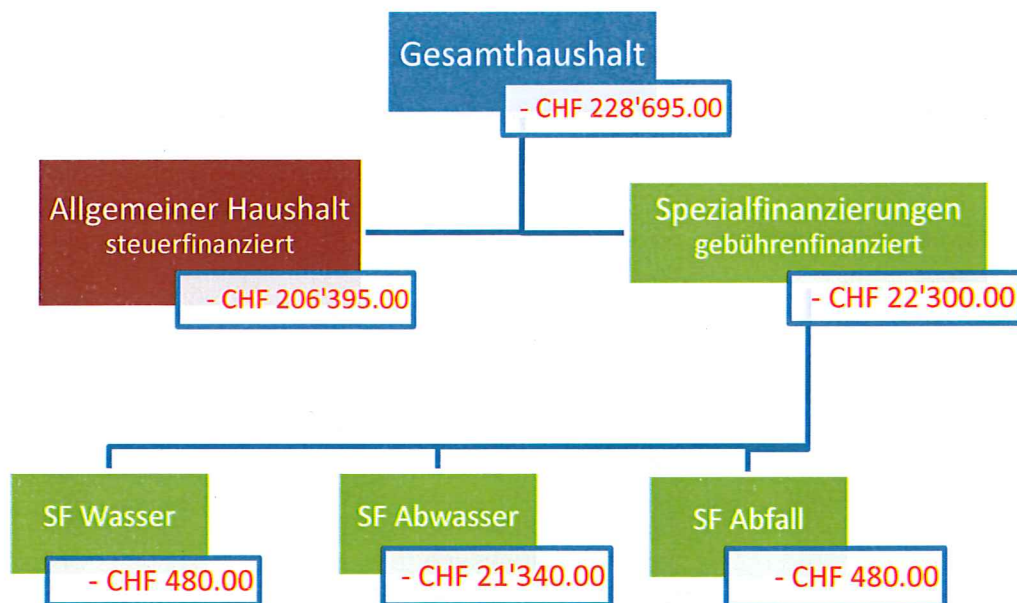 Gesamthaushalt
- CHF 228'695.00
Allgemeiner Haushalt
steuerfinanziert
- CHF 206'395.00
Spezialfinanzierungen
gebührenfinanziert
- CHF 22'300.00
SF Wasser
- CHF 480.00
SF Abwasser
- CHF 21'340.00
SF Abfall
- CHF 480.00